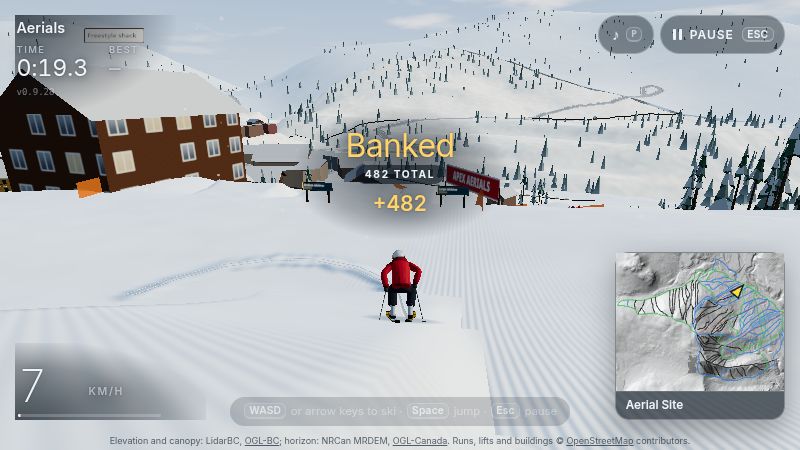 Aerials
Freestyle shack
TIME BEST
0:19.3 —
v0.9.20
♪ P
PAUSE ESC
Banked
482 TOTAL
+482
APEX AERIALS
7 KM/H
WASD or arrow keys to ski · Space jump · Esc pause
Aerial Site
Elevation and canopy: LidarBC, OGL-BC; horizon: NRCan MRDEM, OGL-Canada. Runs, lifts and buildings © OpenStreetMap contributors.